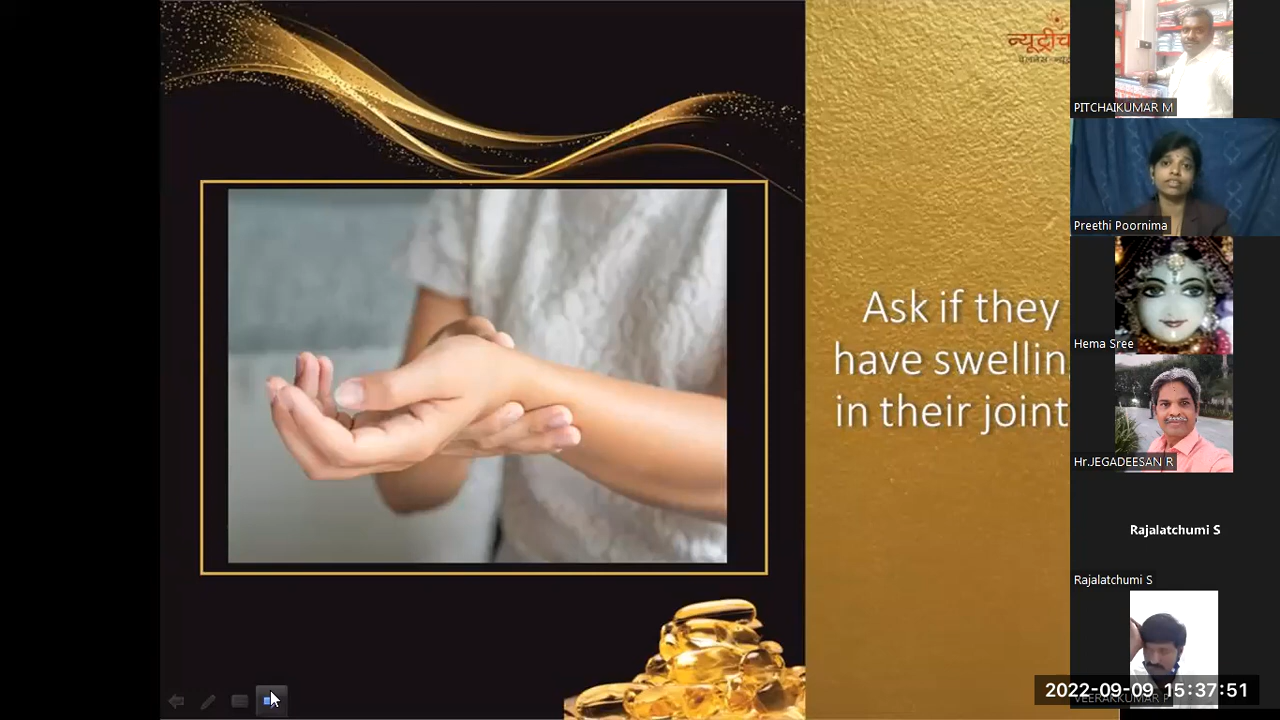 न्यूट्रीच
Ask if they
have swellin
in their joint
PITCHAIKUMAR M
Preethi Poornima
Hema Sree
Hr.JEGADEESAN R
Rajalatchumi S
Rajalatchumi S
VEERAKKUMAR P
2022-09-09 15:37:51